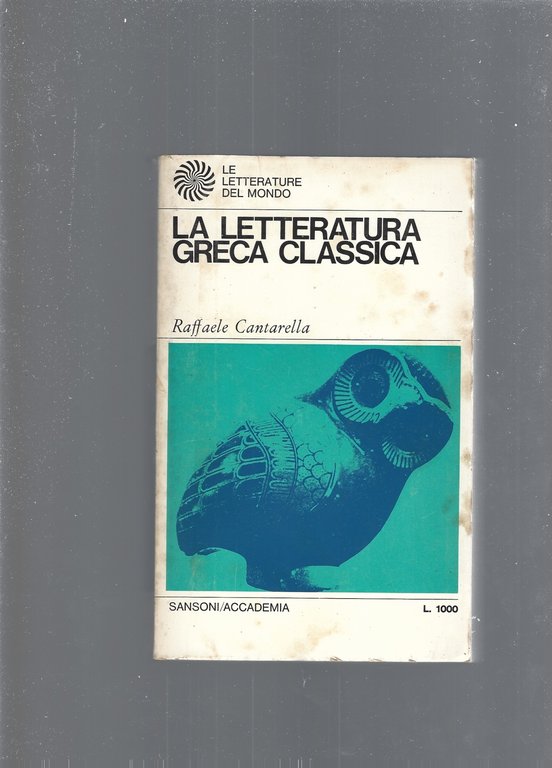 LE
LETTERATURE
DEL MONDO
LA LETTERATURA
GRECA CLASSICA
Raffaele Cantarella
SANSONI/ACCADEMIA
L. 1000